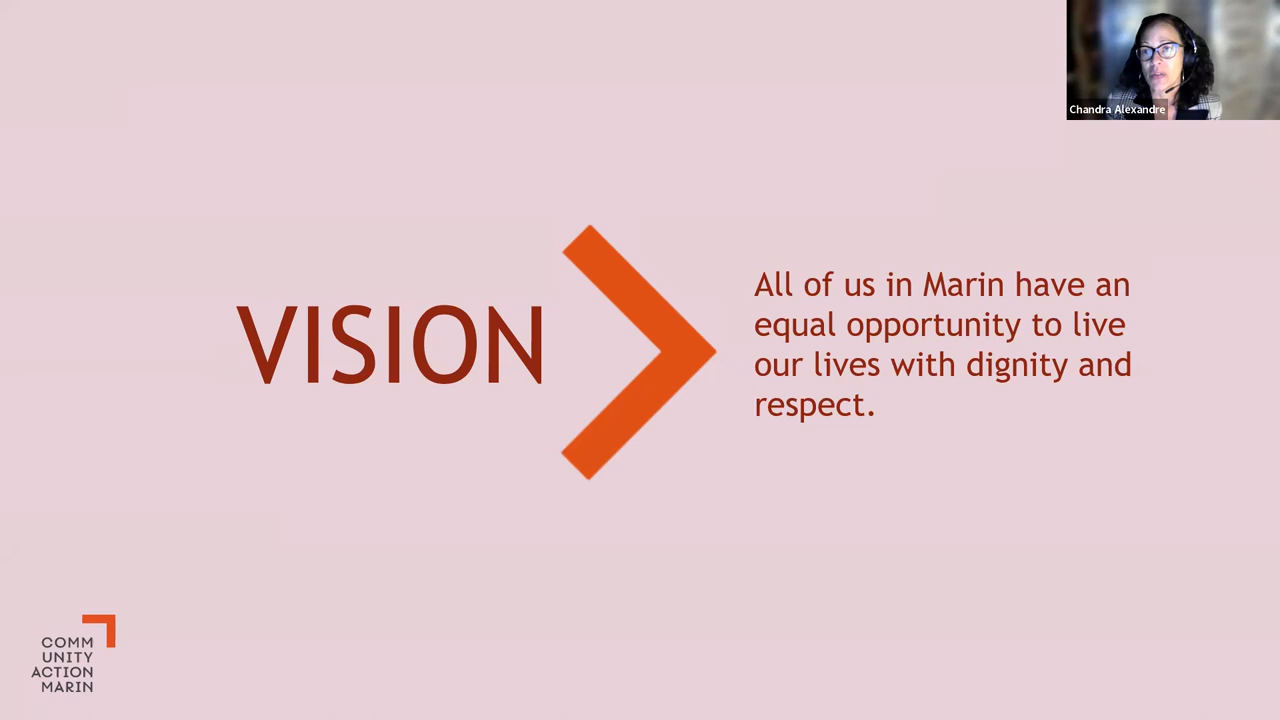 Chandra Alexandre
VISION
All of us in Marin have an
equal opportunity to live
our lives with dignity and
respect.
COMM
UNITY
ACTION
MARIN